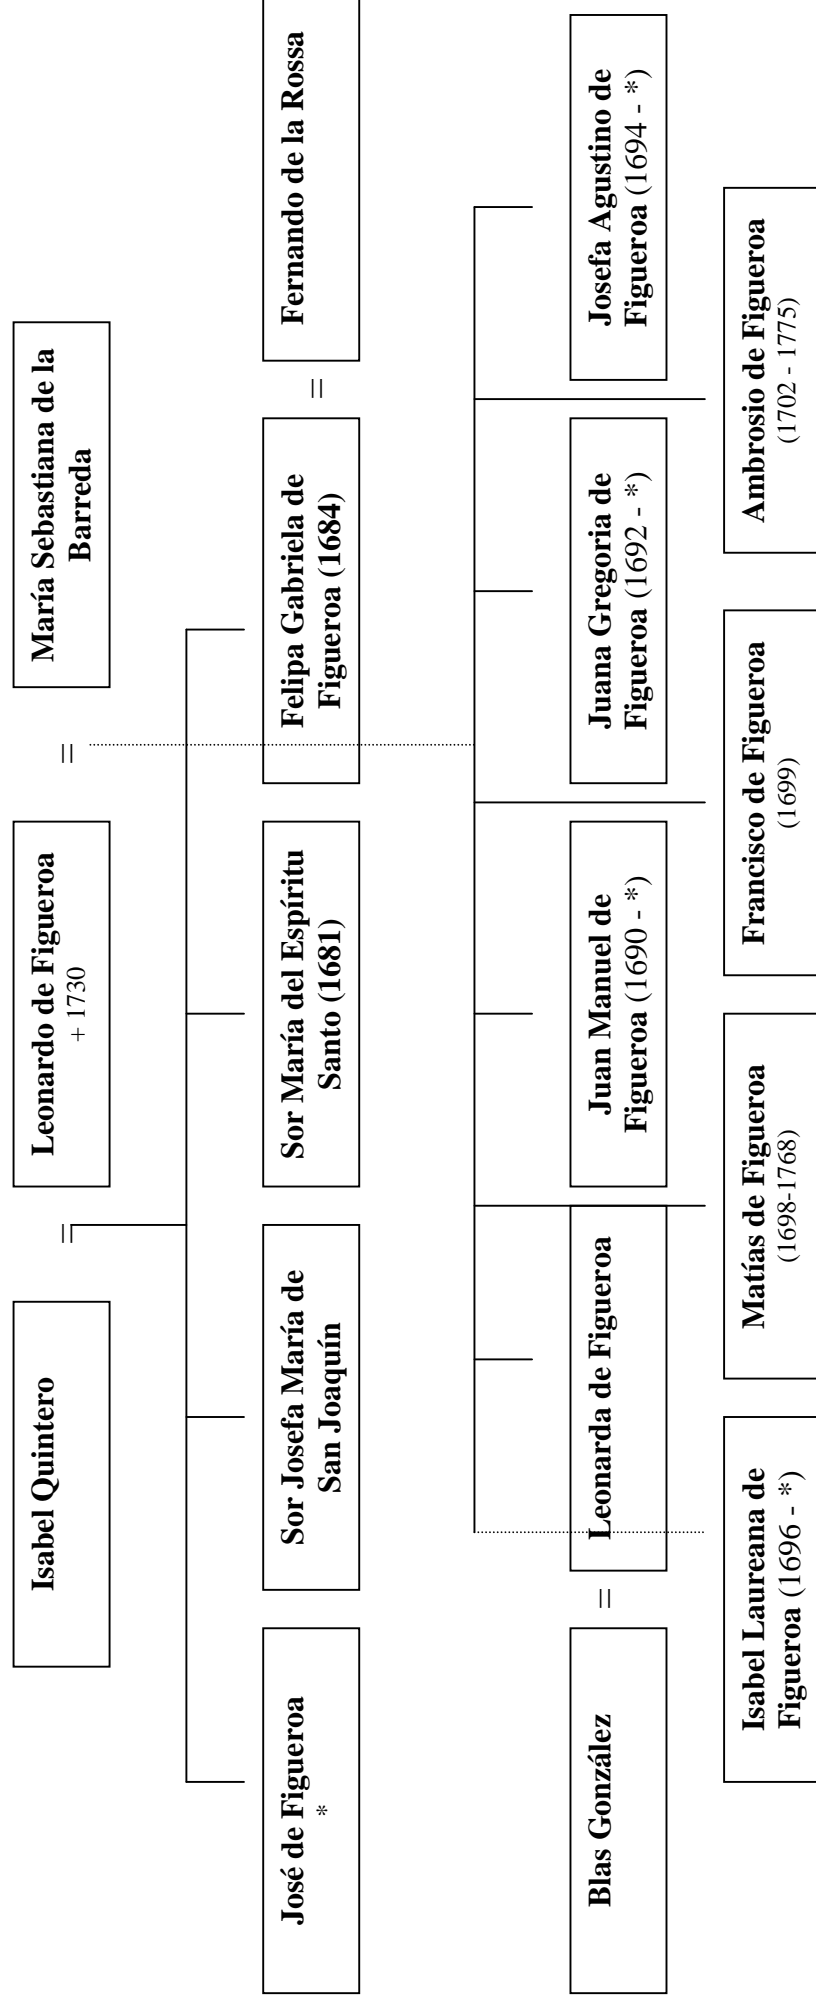 Isabel Quintero
=
Leonardo de Figueroa
+ 1730
=
María Sebastiana de la
Barreda
José de Figueroa
*
Sor Josefa María de
San Joaquín
Sor María del Espíritu
Santo (1681)
Felipa Gabriela de
Figueroa (1684)
=
Fernando de la Rossa
Blas González
=
Leonarda de Figueroa
Juan Manuel de
Figueroa (1690 - *)
Juana Gregoria de
Figueroa (1692 - *)
Josefa Agustino de
Figueroa (1694 - *)
Isabel Laureana de
Figueroa (1696 - *)
Matías de Figueroa
(1698-1768)
Francisco de Figueroa
(1699)
Ambrosio de Figueroa
(1702 - 1775)